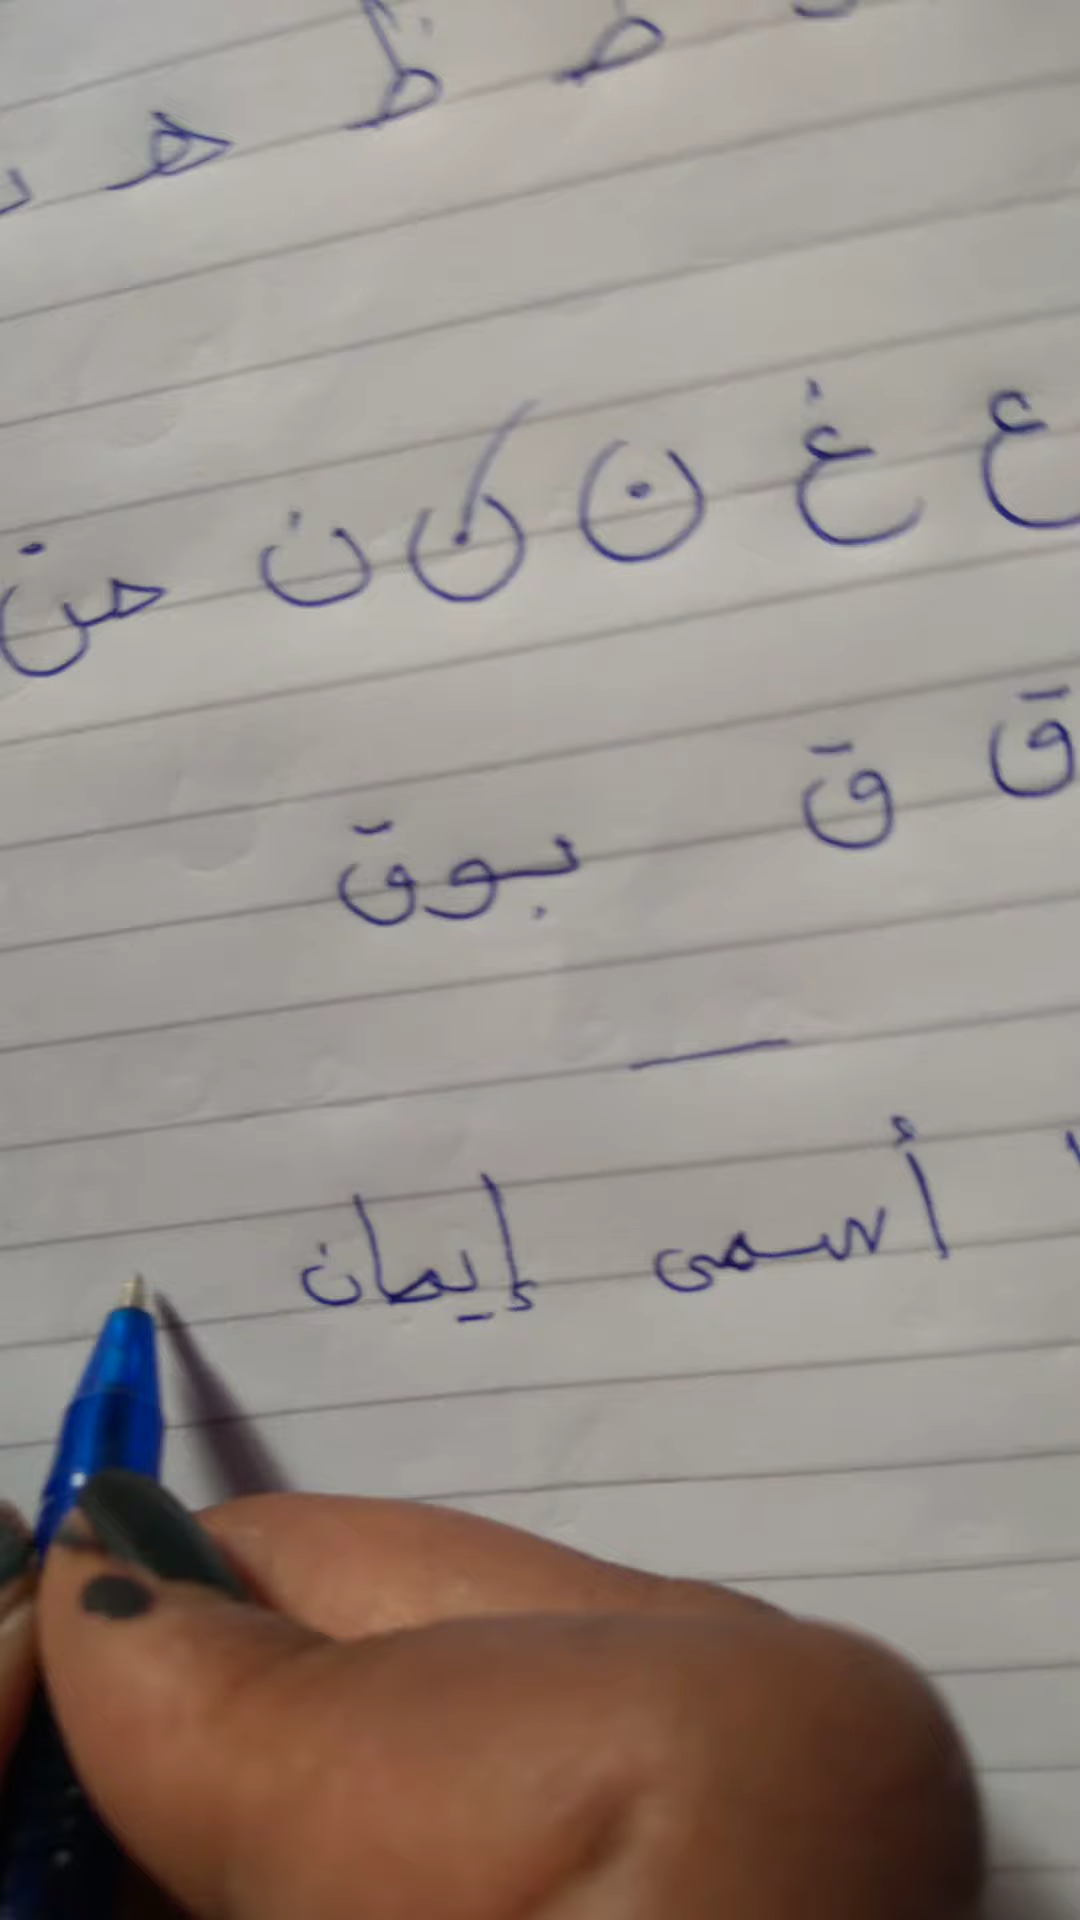 ط ظ هـ
ع غ ن ن ن من
ق ق بوق
أسمى إيمان